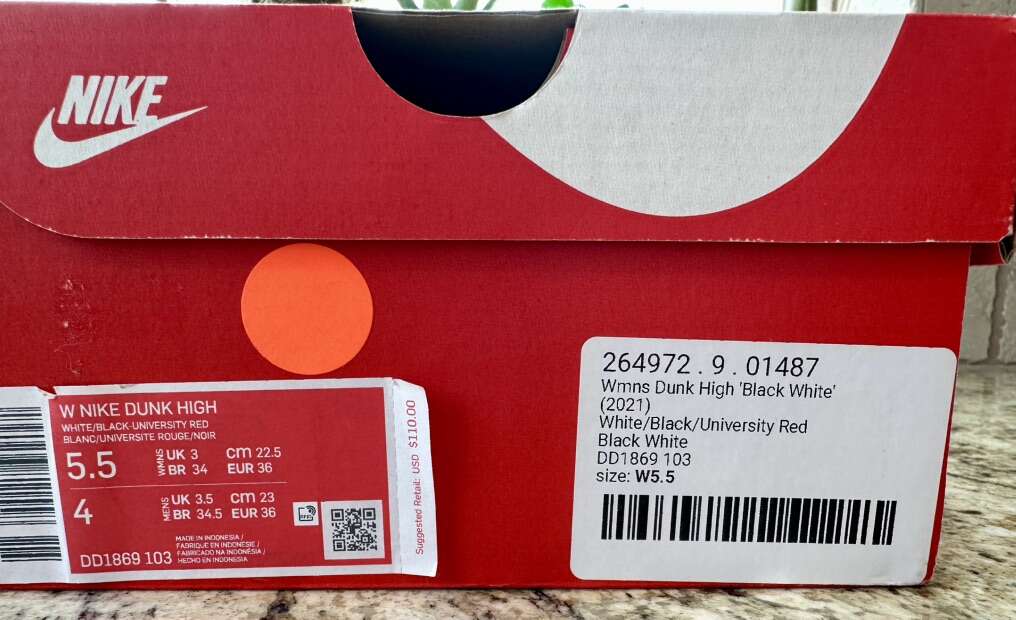 NIKE
W NIKE DUNK HIGH
WHITE/BLACK-UNIVERSITY RED
BLANC/UNIVERSITE ROUGE/NOIR
5.5 WMNS UK 3 cm 22.5
BR 34 EUR 36
4 MENS UK 3.5 cm 23
BR 34.5 EUR 36
MADE IN INDONESIA /
FABRIQUE EN INDONESIE /
FABRICADO NA INDONÉSIA /
HECHO EN INDONESIA
DD1869 103
RFID
Suggested Retail: USD $110.00
264972 . 9 . 01487
Wmns Dunk High 'Black White'
(2021)
White/Black/University Red
Black White
DD1869 103
size: W5.5